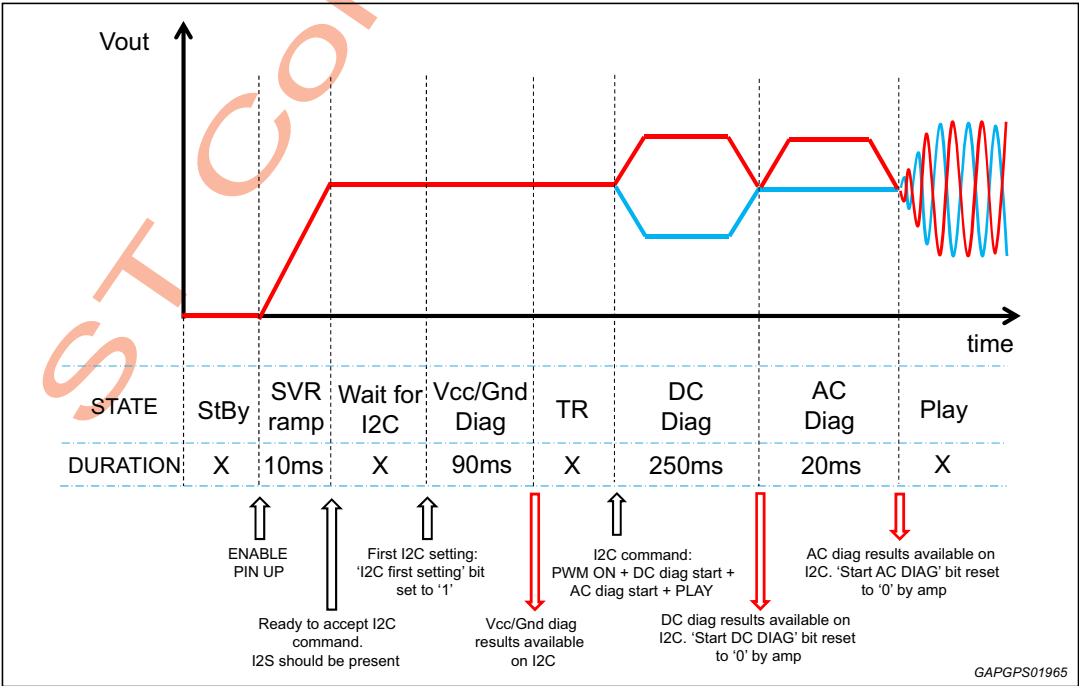 Vout
time
STATE
StBy
SVR
ramp
Wait for
I2C
Vcc/Gnd
Diag
TR
DC
Diag
AC
Diag
Play
DURATION
X
10ms
X
90ms
X
250ms
20ms
X
ENABLE
PIN UP
Ready to accept I2C
command.
I2S should be present
First I2C setting:
'I2C first setting' bit
set to '1'
Vcc/Gnd diag
results available
on I2C
I2C command:
PWM ON + DC diag start +
AC diag start + PLAY
DC diag results available on
I2C. 'Start DC DIAG' bit reset
to '0' by amp
AC diag results available on
I2C. 'Start AC DIAG' bit reset
to '0' by amp
GAPGPS01965